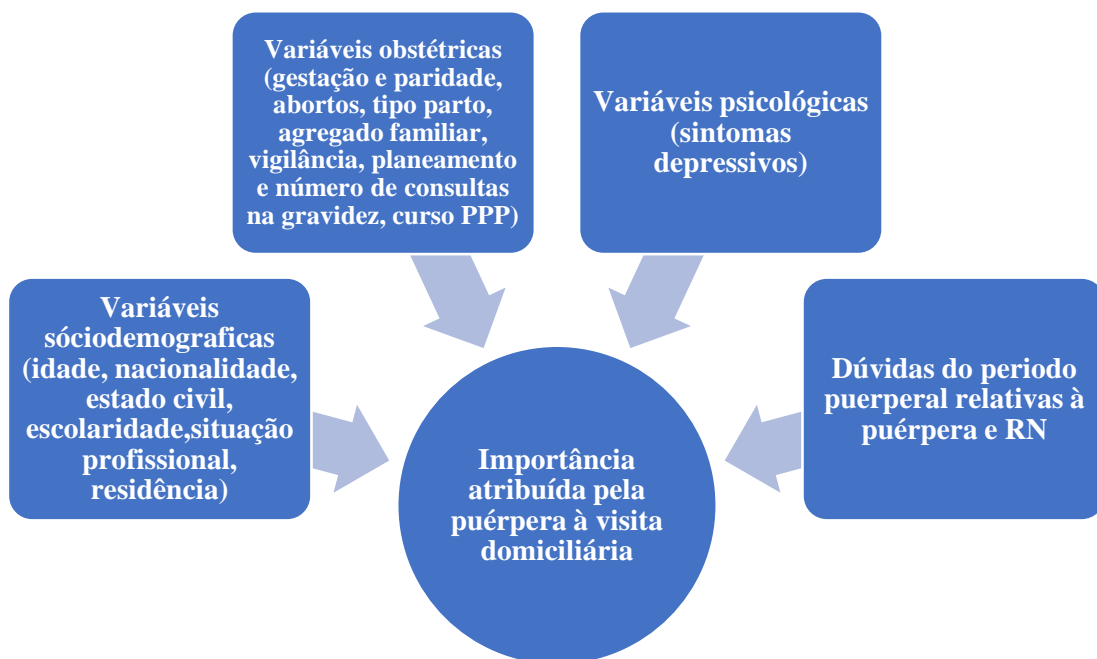 Variáveis obstétricas
(gestação e paridade,
abortos, tipo parto,
agregado familiar,
vigilância, planeamento
e número de consultas
na gravidez, curso PPP)
Variáveis psicológicas
(sintomas
depressivos)
Variáveis
sóciodemograficas
(idade, nacionalidade,
estado civil,
escolaridade,situação
profissional,
residência)
Dúvidas do periodo
puerperal relativas à
puérpera e RN
Importância
atribuída pela
puérpera à visita
domiciliária